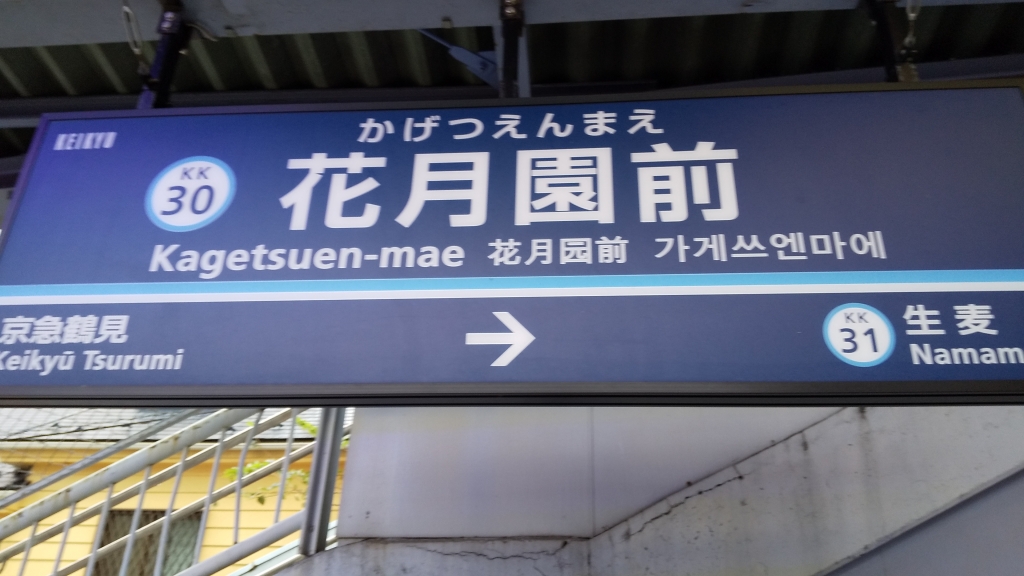 KEIKYU
かげつえんまえ
KK
30
花月園前
Kagetsuen-mae 花月园前 가게쓰엔마에
京急鶴見
Keikyū Tsurumi
→
KK
31
生麦
Namam